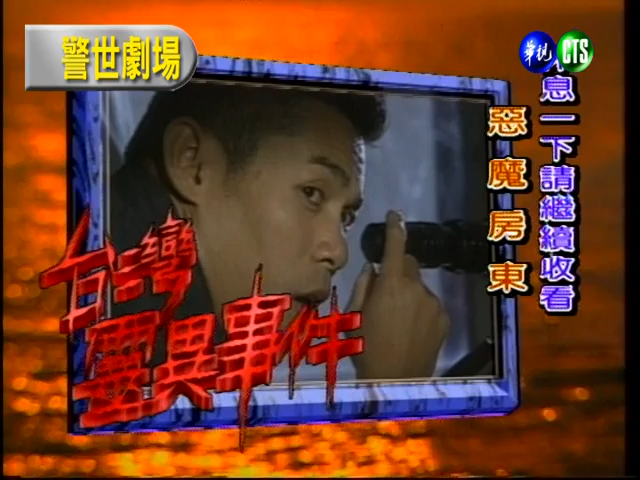 警世劇場
華視 CTS
休息一下請繼續收看
惡魔房東
台灣
靈異事件